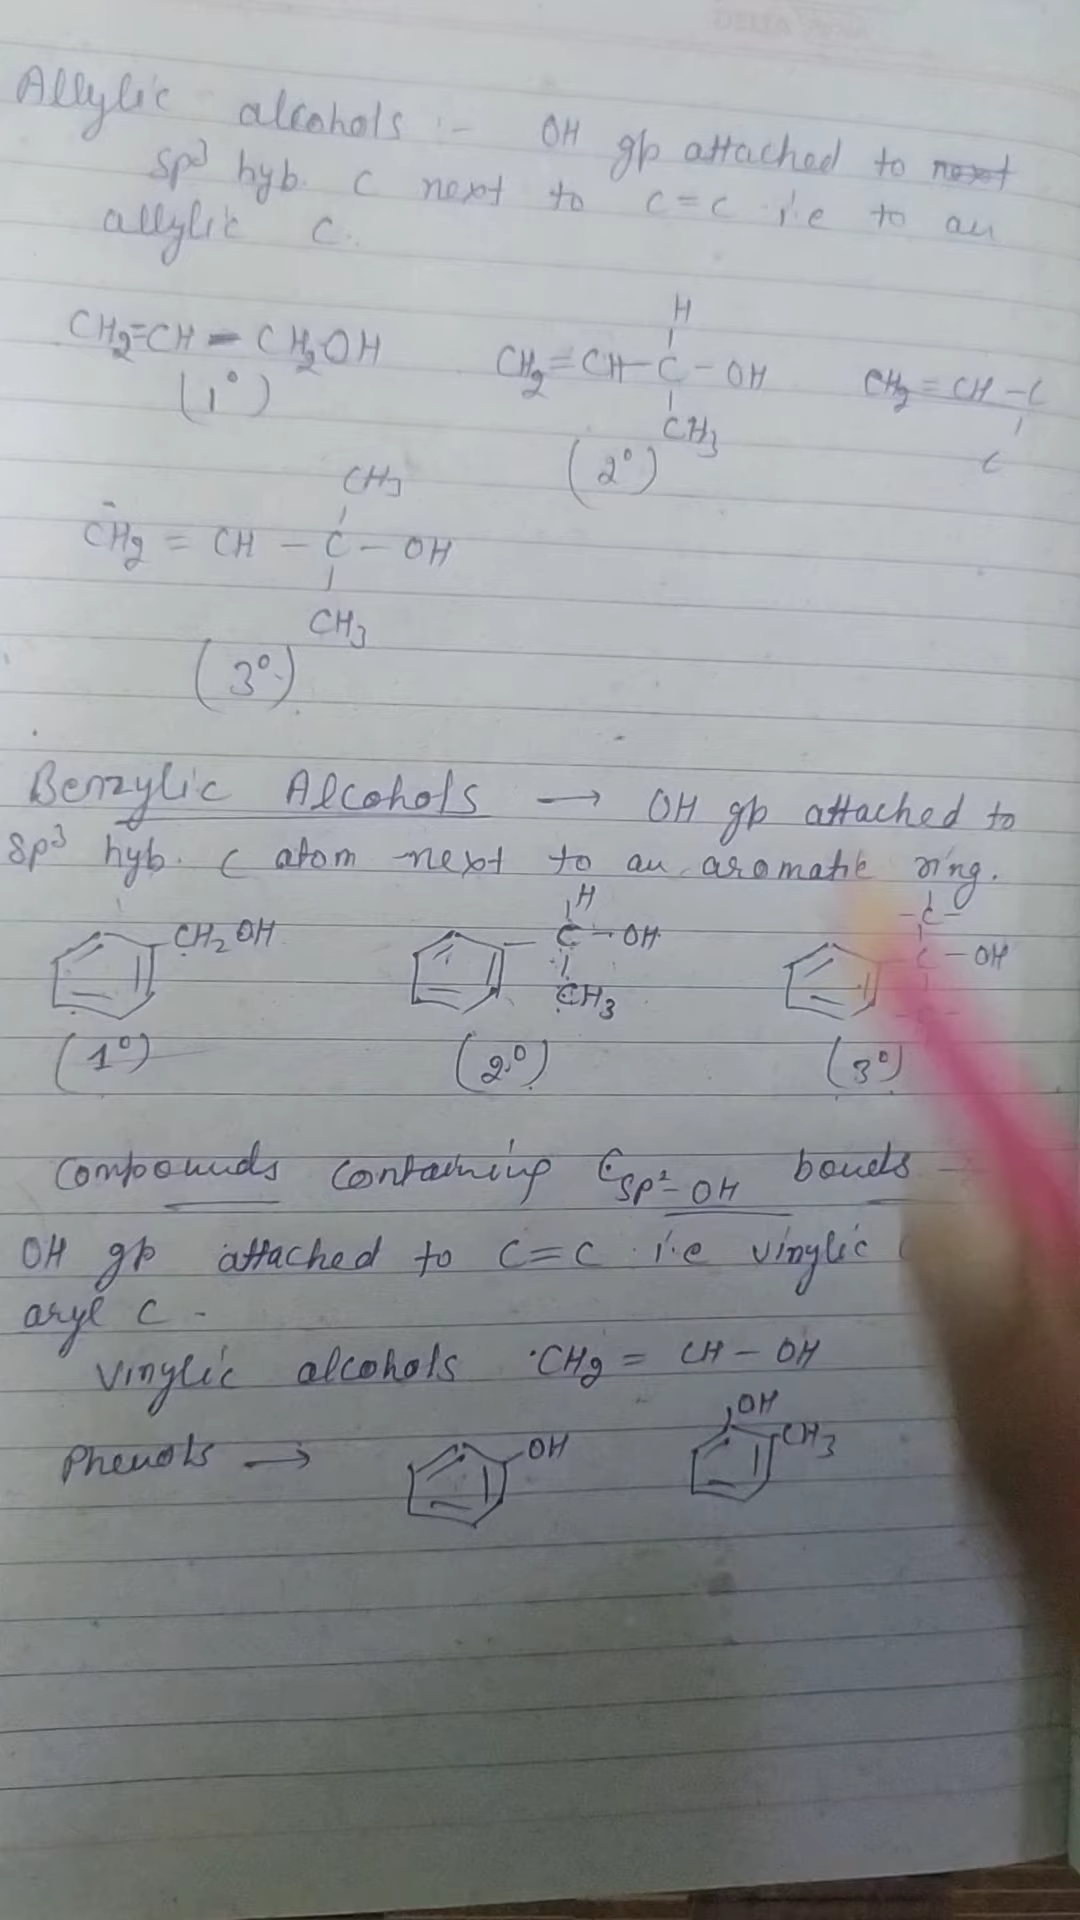 Allylic alcohols :- OH gp attached to next
sp³ hyb. C next to C=C i.e to an
allylic C.
H
CH₂=CH-CH₂OH CH₂=CH-C-OH CH₂=CH-C
(1°) CH₃ C
(2°)
CH₃
CH₂ = CH - C - OH
CH₃
(3°)
Benzylic Alcohols → OH gp attached to
sp³ hyb. C atom next to an aromatic ring.
H -C-
CH₂OH C-OH C-OH
CH₃
(1°) (2°) (3°)
Compounds containing Csp²-OH bonds
OH gp attached to C=C i.e vinylic
aryl C -
Vinylic alcohols CH₂ = CH - OH
OH
Phenols → OH CH₃